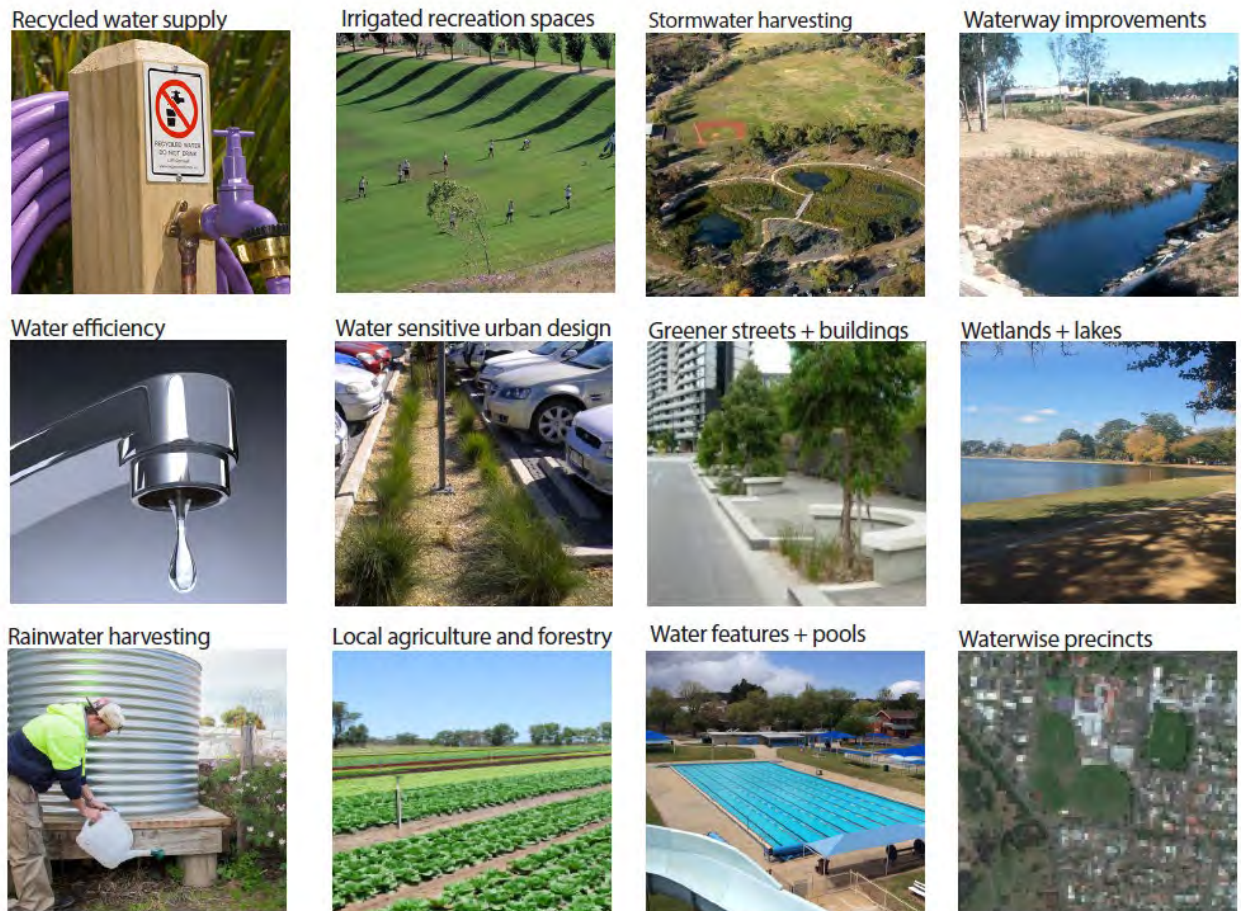 Recycled water supply
Irrigated recreation spaces
Stormwater harvesting
Waterway improvements
RECYCLED WATER
DO NOT DRINK
Water efficiency
Water sensitive urban design
Greener streets + buildings
Wetlands + lakes
Rainwater harvesting
Local agriculture and forestry
Water features + pools
Waterwise precincts